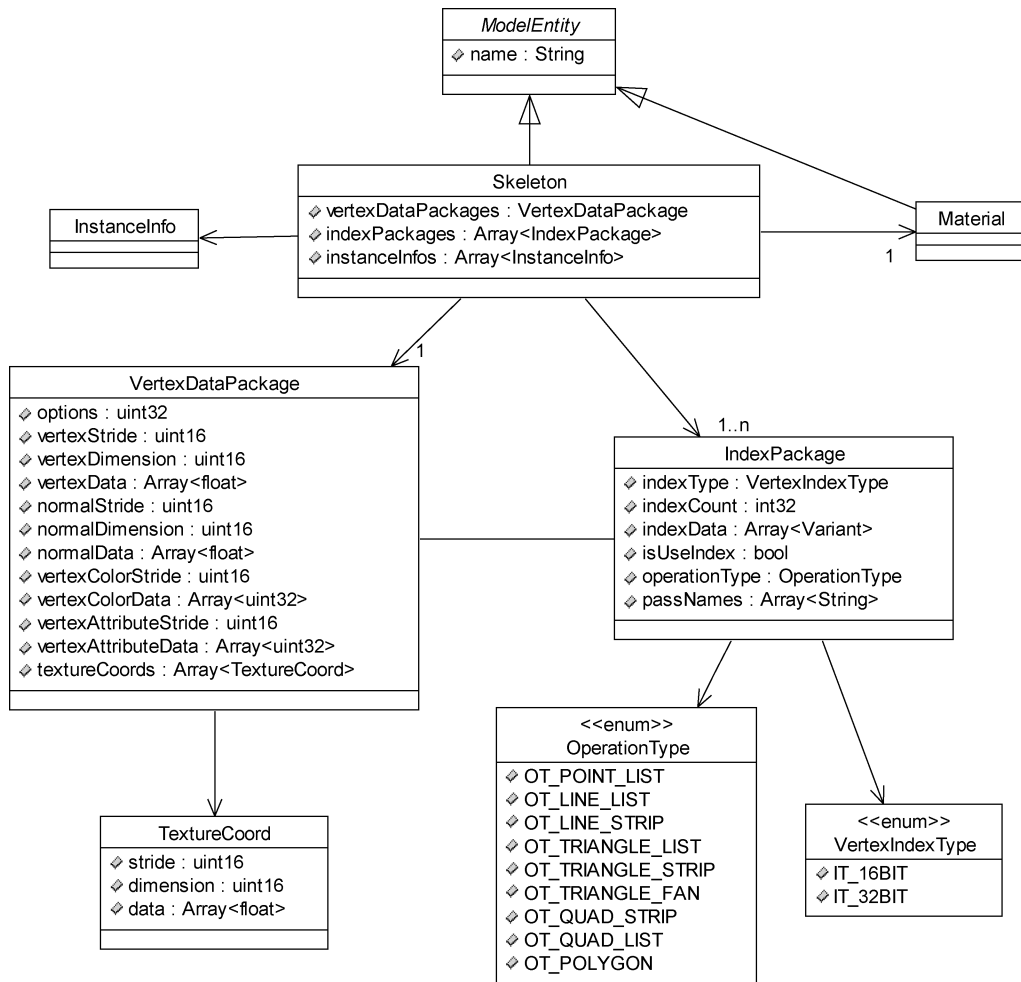 ModelEntity
name : String
Skeleton
vertexDataPackages : VertexDataPackage
indexPackages : Array<IndexPackage>
instanceInfos : Array<InstanceInfo>
InstanceInfo
Material
1
1
VertexDataPackage
options : uint32
vertexStride : uint16
vertexDimension : uint16
vertexData : Array<float>
normalStride : uint16
normalDimension : uint16
normalData : Array<float>
vertexColorStride : uint16
vertexColorData : Array<uint32>
vertexAttributeStride : uint16
vertexAttributeData : Array<uint32>
textureCoords : Array<TextureCoord>
1..n
IndexPackage
indexType : VertexIndexType
indexCount : int32
indexData : Array<Variant>
isUseIndex : bool
operationType : OperationType
passNames : Array<String>
TextureCoord
stride : uint16
dimension : uint16
data : Array<float>
<<enum>>
OperationType
OT_POINT_LIST
OT_LINE_LIST
OT_LINE_STRIP
OT_TRIANGLE_LIST
OT_TRIANGLE_STRIP
OT_TRIANGLE_FAN
OT_QUAD_STRIP
OT_QUAD_LIST
OT_POLYGON
<<enum>>
VertexIndexType
IT_16BIT
IT_32BIT